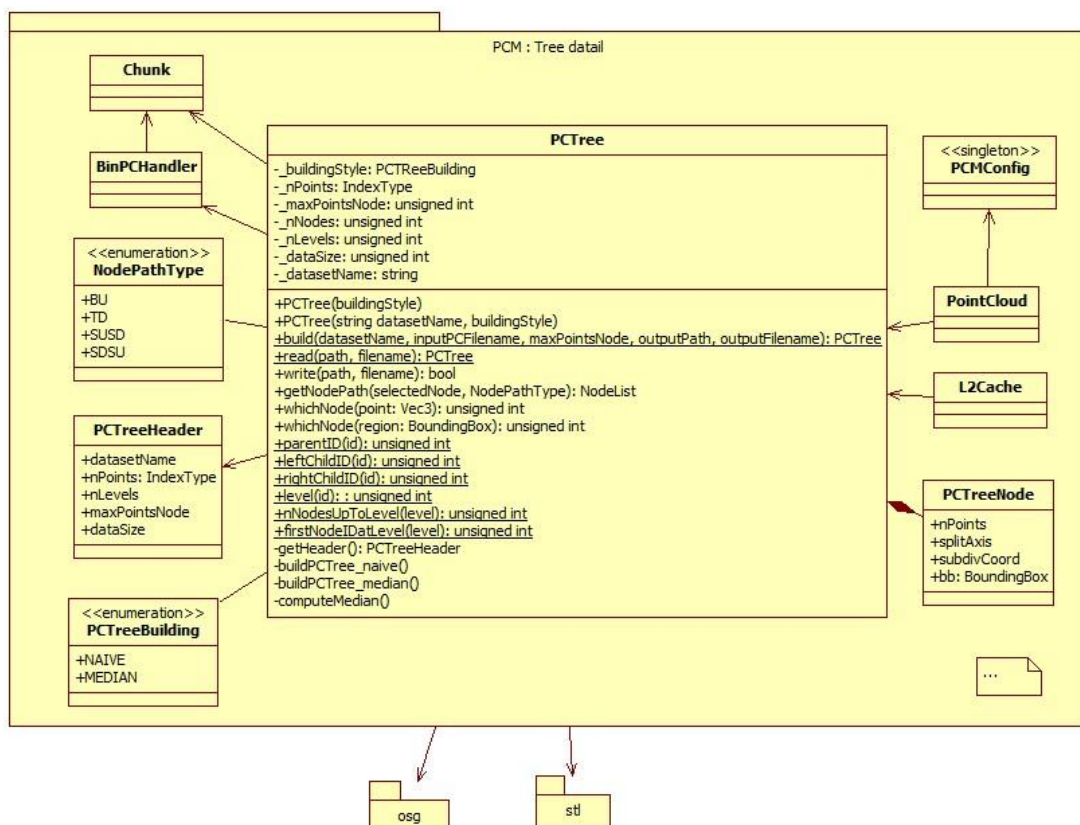 PCM : Tree datail
Chunk
BinPCHandler
<<enumeration>>
NodePathType
+BU
+TD
+SUSD
+SDSU
PCTreeHeader
+datasetName
+nPoints: IndexType
+nLevels
+maxPointsNode
+dataSize
<<enumeration>>
PCTreeBuilding
+NAIVE
+MEDIAN
PCTree
-_buildingStyle: PCTReeBuilding
-_nPoints: IndexType
-_maxPointsNode: unsigned int
-_nNodes: unsigned int
-_nLevels: unsigned int
-_dataSize: unsigned int
-_datasetName: string
+PCTree(buildingStyle)
+PCTree(string datasetName, buildingStyle)
+build(datasetName, inputPCFilename, maxPointsNode, outputPath, outputFilename): PCTree
+read(path, filename): PCTree
+write(path, filename): bool
+getNodePath(selectedNode, NodePathType): NodeList
+whichNode(point: Vec3): unsigned int
+whichNode(region: BoundingBox): unsigned int
+parentID(id): unsigned int
+leftChildID(id): unsigned int
+rightChildID(id): unsigned int
+level(id): : unsigned int
+nNodesUpToLevel(level): unsigned int
+firstNodeIDatLevel(level): unsigned int
-getHeader(): PCTreeHeader
-buildPCTree_naive()
-buildPCTree_median()
-computeMedian()
<<singleton>>
PCMConfig
PointCloud
L2Cache
PCTreeNode
+nPoints
+splitAxis
+subdivCoord
+bb: BoundingBox
...
osg
stl